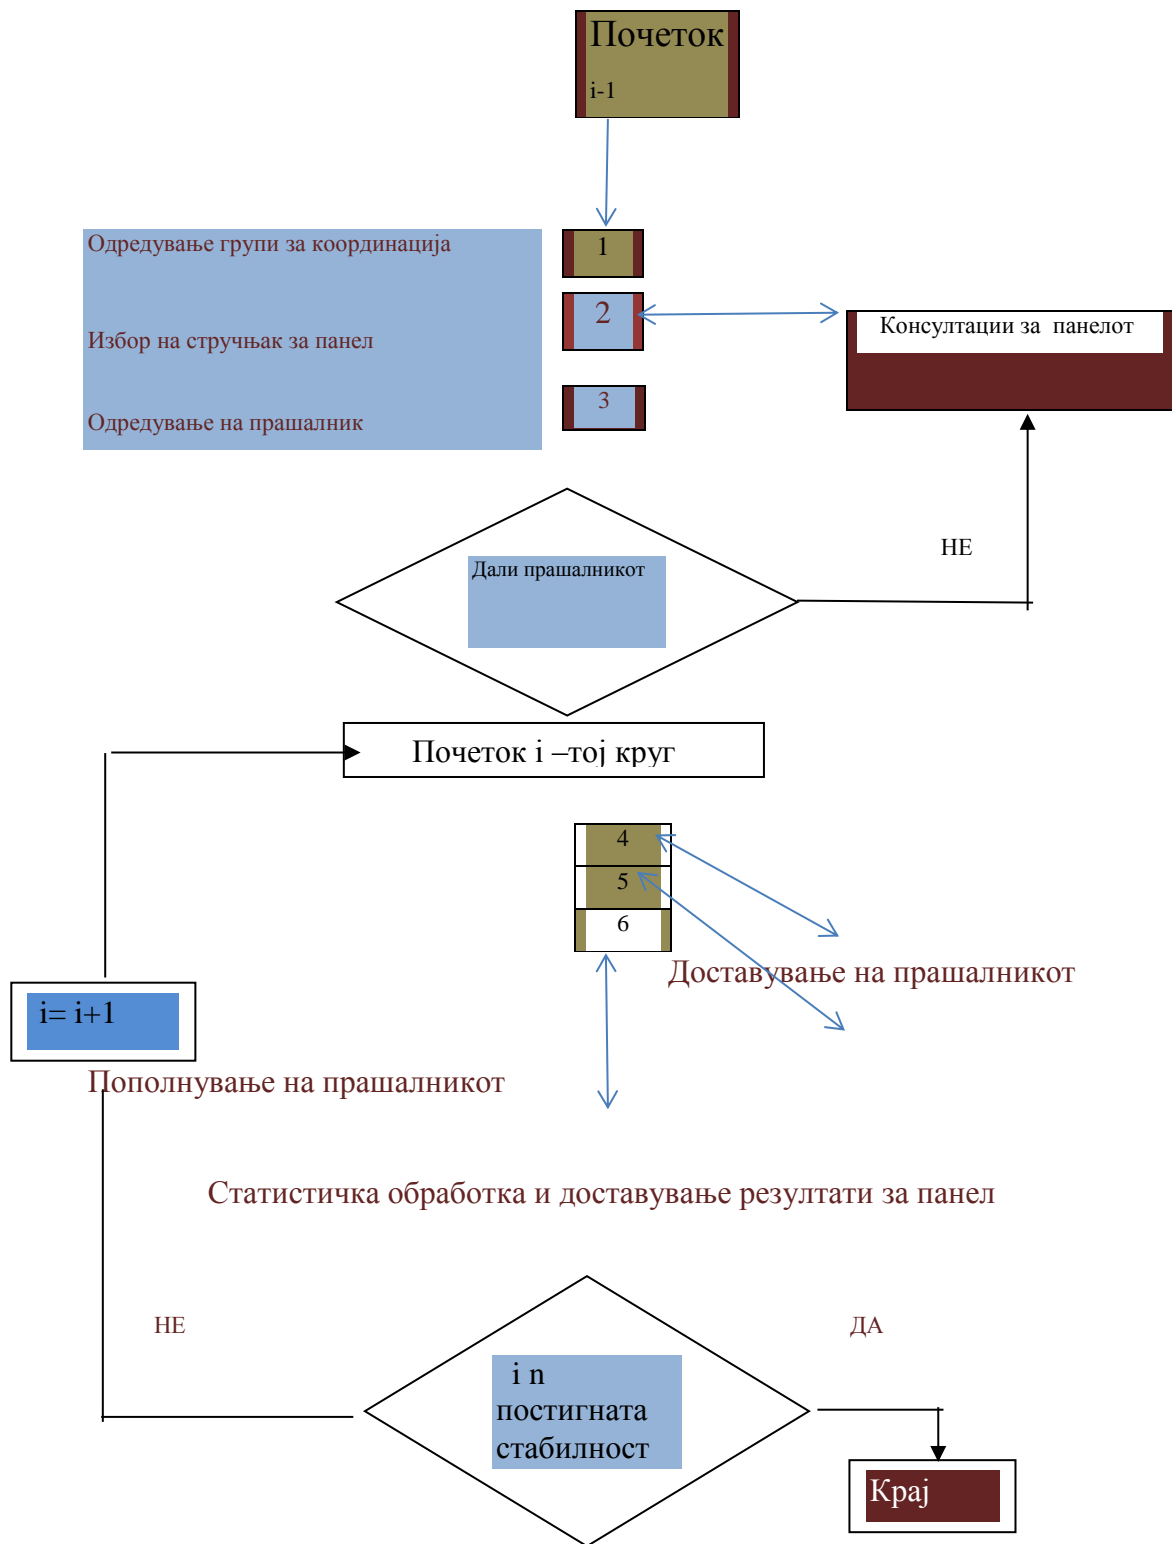 Почеток
i-1
Одредување групи за координација
1
2
Избор на стручњак за панел
Консултации за панелот
3
Одредување на прашалник
НЕ
Дали прашалникот
Почеток i –тој круг
4
5
6
Доставување на прашалникот
i= i+1
Пополнување на прашалникот
Статистичка обработка и доставување резултати за панел
НЕ
ДА
i n
постигната
стабилност
Крај